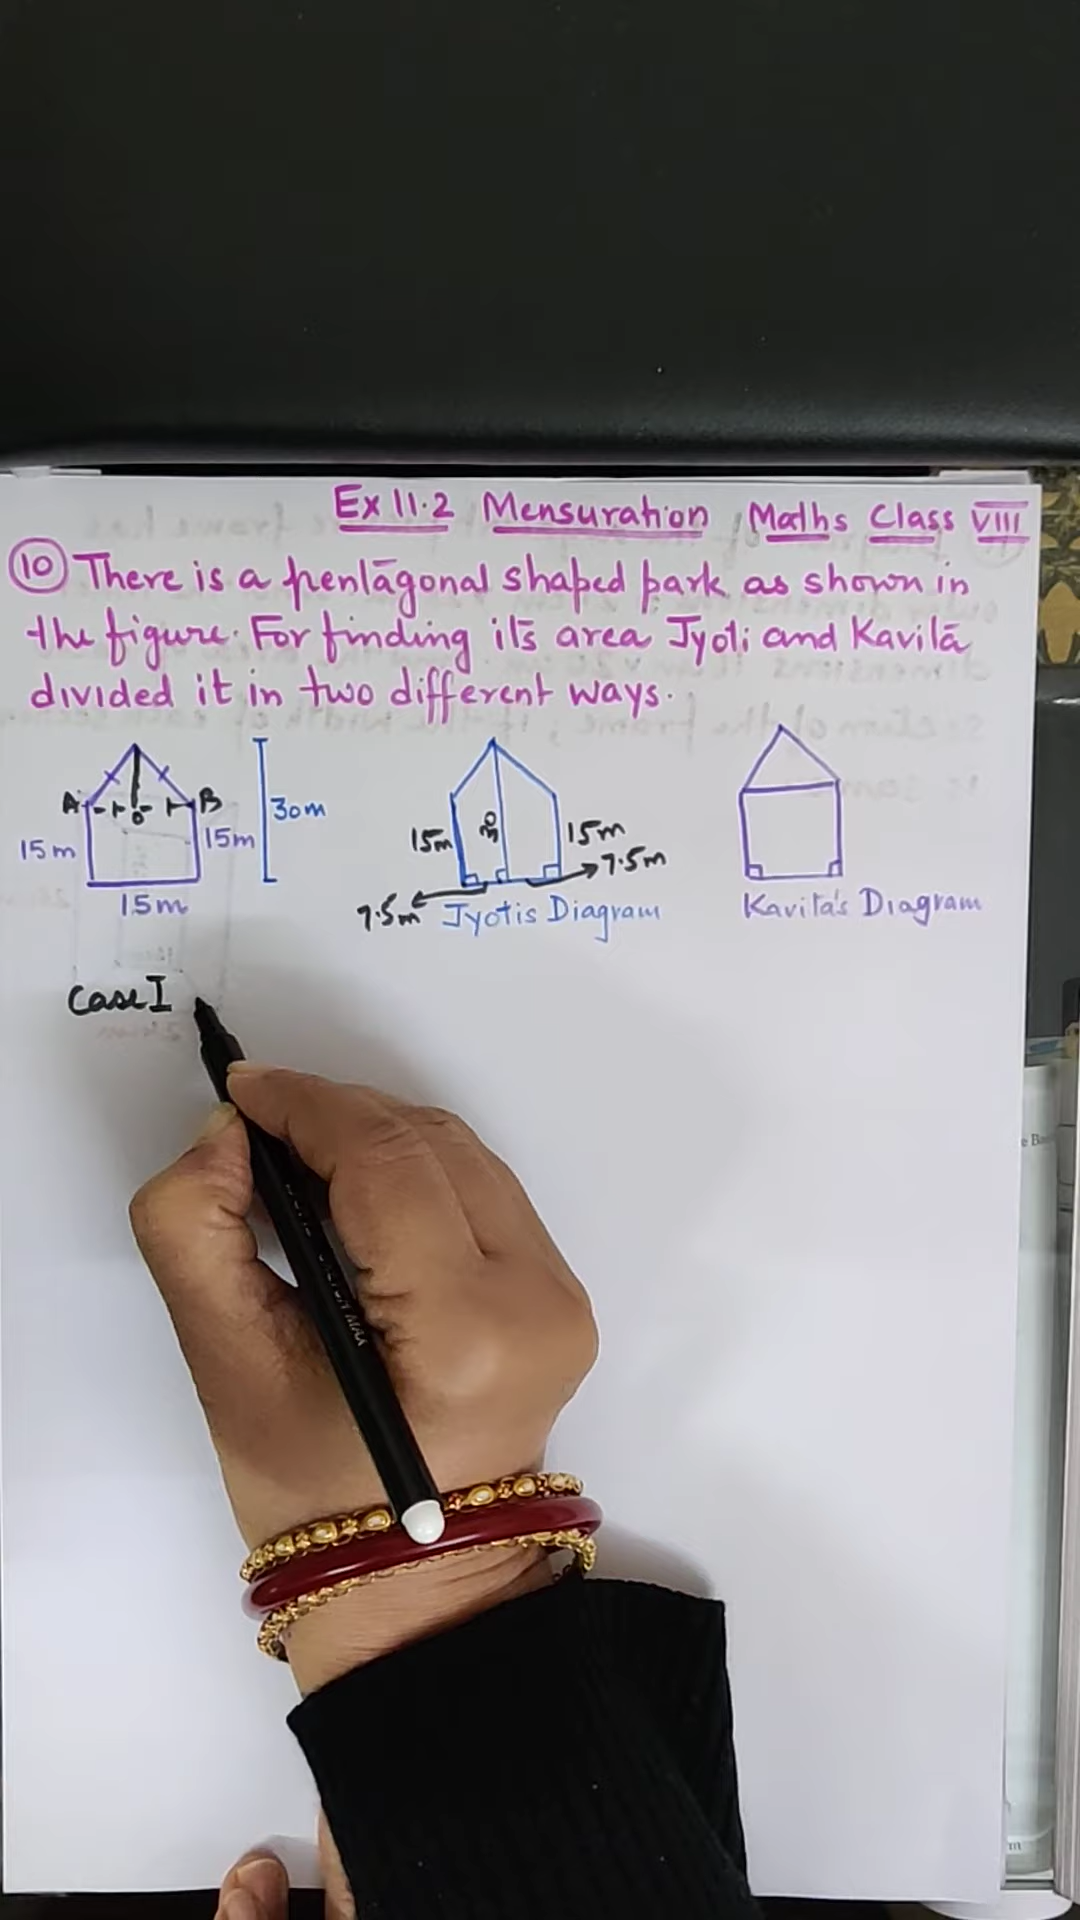 Ex 11.2 Mensuration Maths Class VIII
10 There is a pentagonal shaped park as shown in
the figure. For finding its area Jyoti and Kavita
divided it in two different ways.
A O B
30m
15m 15m
15m
15m 15m
7.5m
7.5m
Jyotis Diagram
Kavita's Diagram
Case I